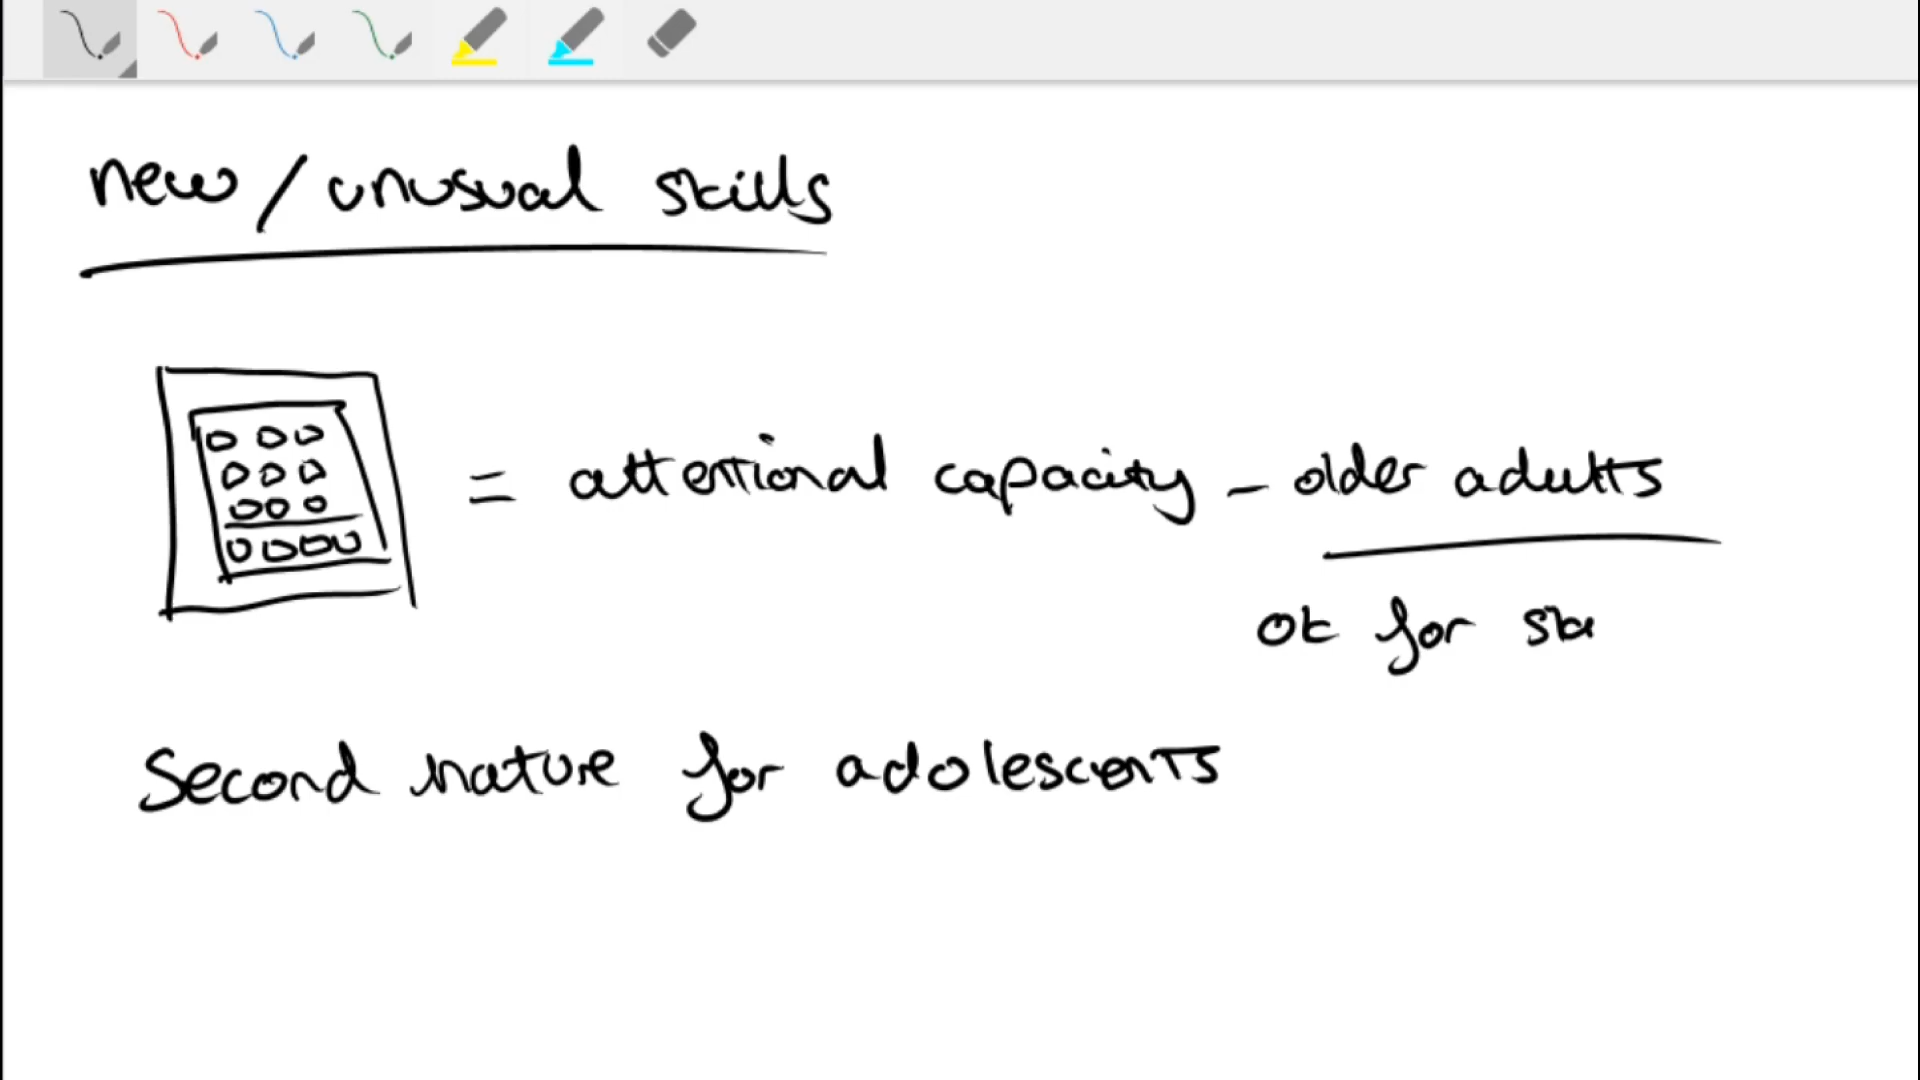 new/unusual skills
= attentional capacity - older adults
ok for
Second nature for adolescents